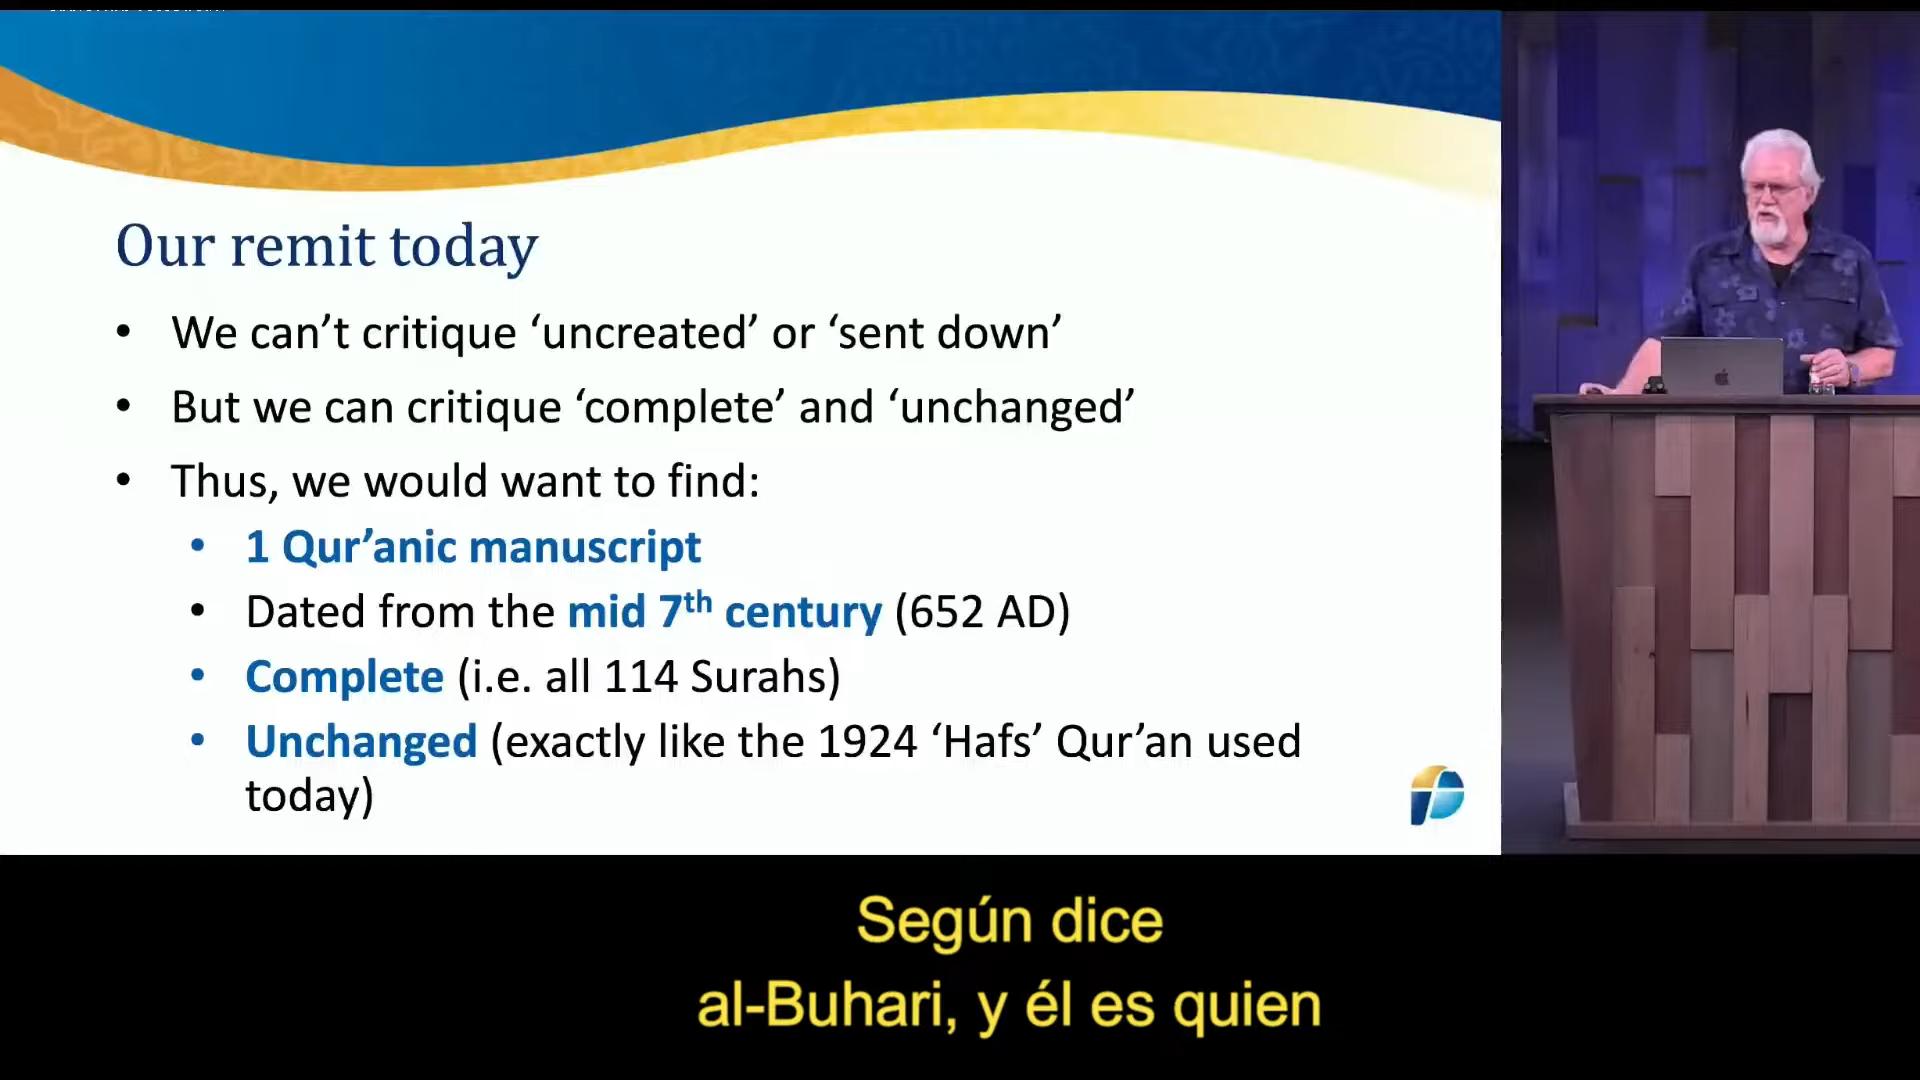 Our remit today
• We can’t critique ‘uncreated’ or ‘sent down’
• But we can critique ‘complete’ and ‘unchanged’
• Thus, we would want to find:
• 1 Qur’anic manuscript
• Dated from the mid 7th century (652 AD)
• Complete (i.e. all 114 Surahs)
• Unchanged (exactly like the 1924 ‘Hafs’ Qur’an used
today)
Según dice
al-Buhari, y él es quien